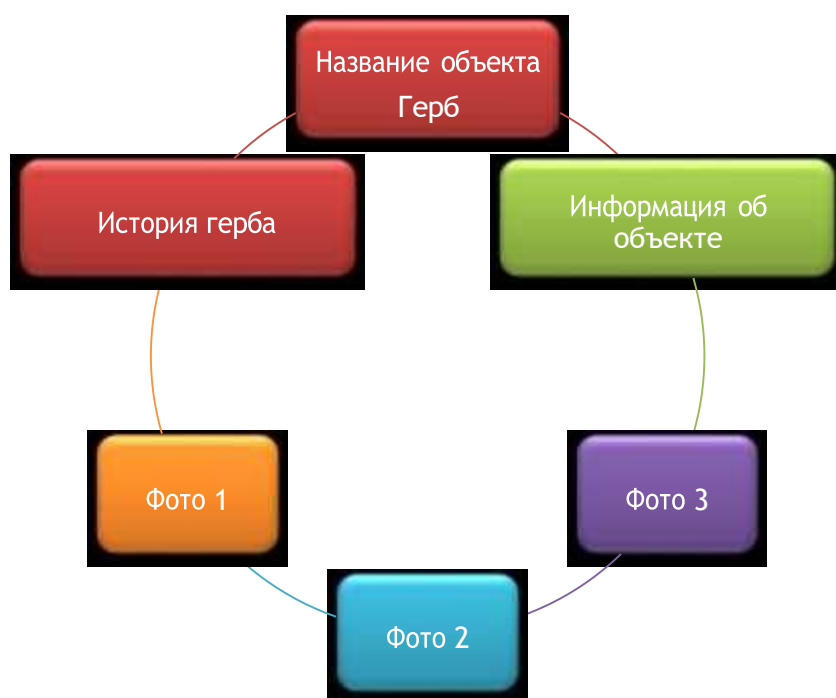 Название объекта
Герб
История герба
Информация об
объекте
Фото 1
Фото 3
Фото 2